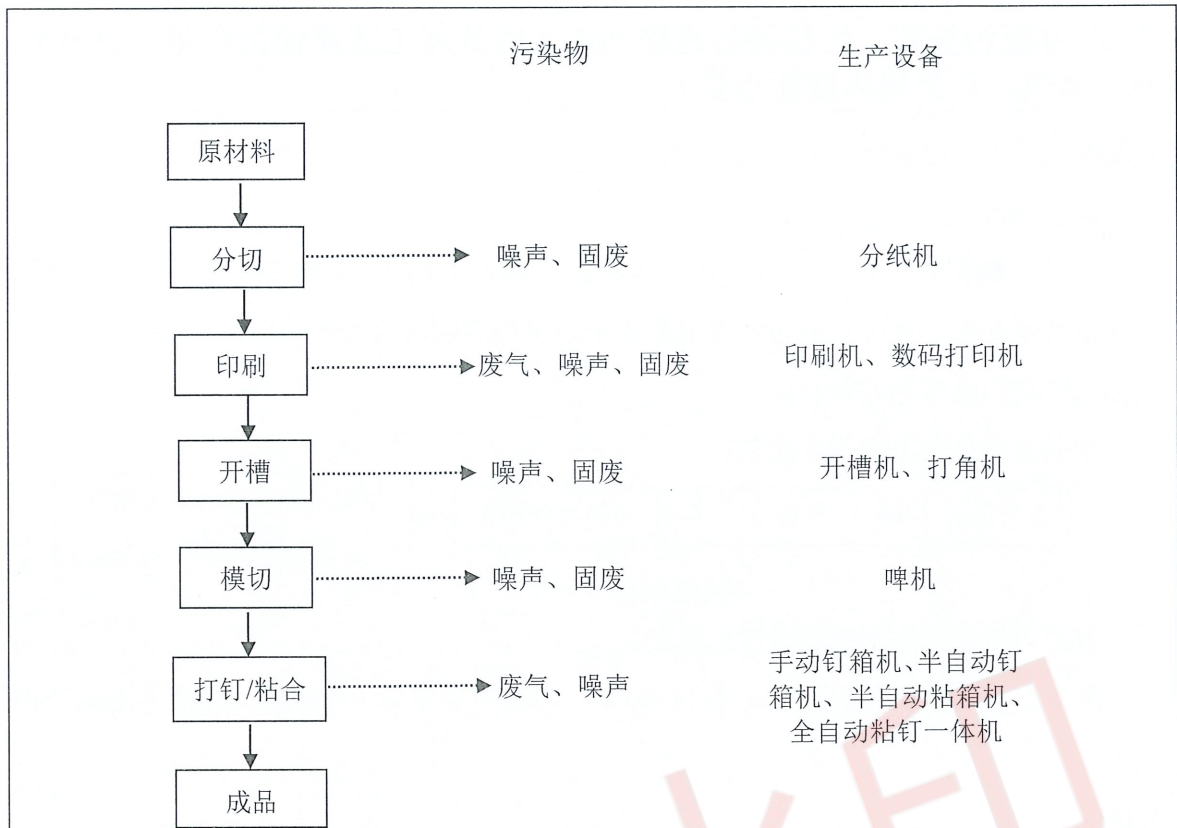 污染物 生产设备
原材料
分切 噪声、固废 分纸机
印刷 废气、噪声、固废 印刷机、数码打印机
开槽 噪声、固废 开槽机、打角机
模切 噪声、固废 啤机
打钉/粘合 废气、噪声 手动钉箱机、半自动钉
箱机、半自动粘箱机、
全自动粘钉一体机
成品
水印